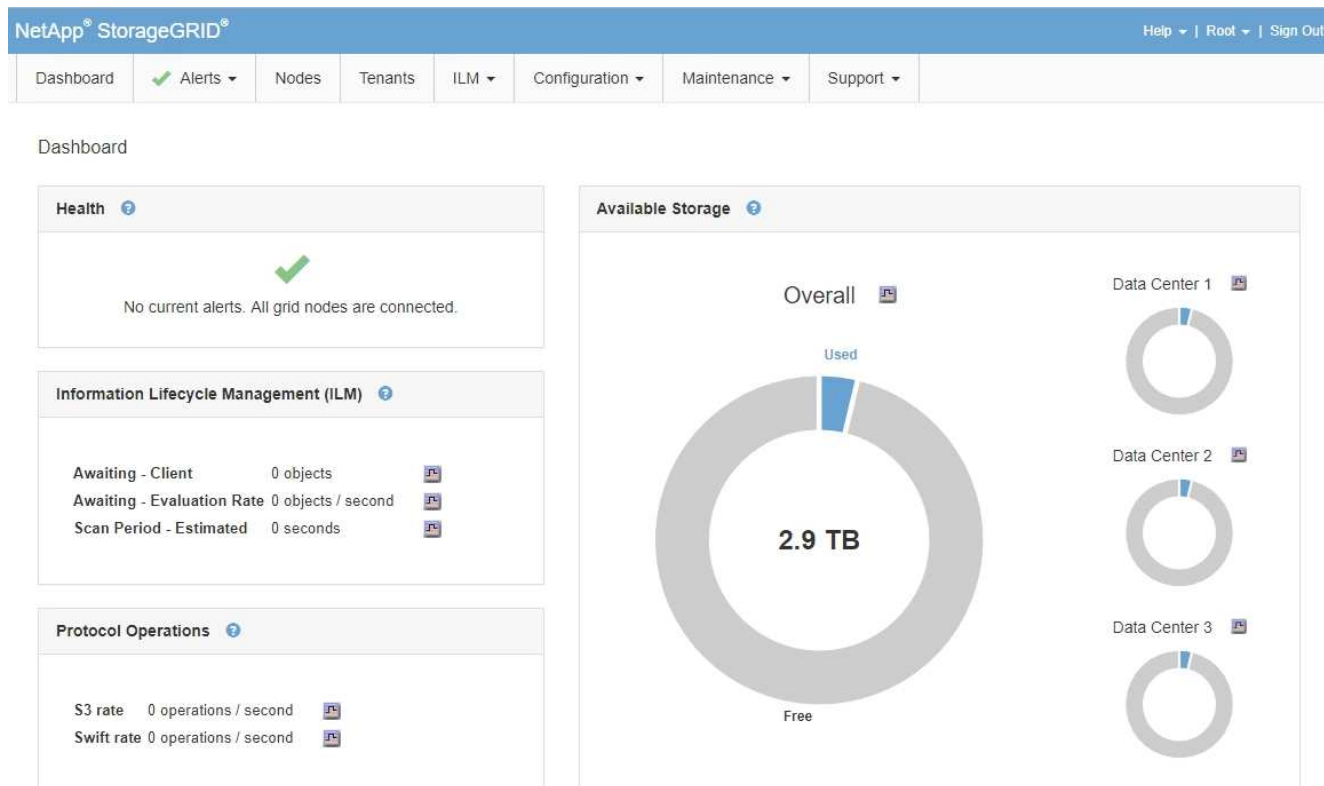 NetApp® StorageGRID®
Help | Root | Sign Out
Dashboard Alerts Nodes Tenants ILM Configuration Maintenance Support
Dashboard
Health
No current alerts. All grid nodes are connected.
Information Lifecycle Management (ILM)
Awaiting - Client 0 objects
Awaiting - Evaluation Rate 0 objects / second
Scan Period - Estimated 0 seconds
Protocol Operations
S3 rate 0 operations / second
Swift rate 0 operations / second
Available Storage
Overall
Used
2.9 TB
Free
Data Center 1
Data Center 2
Data Center 3